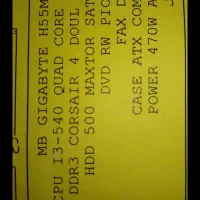 MB GIGABYTE H55M
CPU I3-540 QUAD CORE
DDR3 CORSAIR 4 DOUL
HDD 500 MAXTOR SAT
DVD RW PIC
FAX D
CASE ATX COM
POWER 470W A